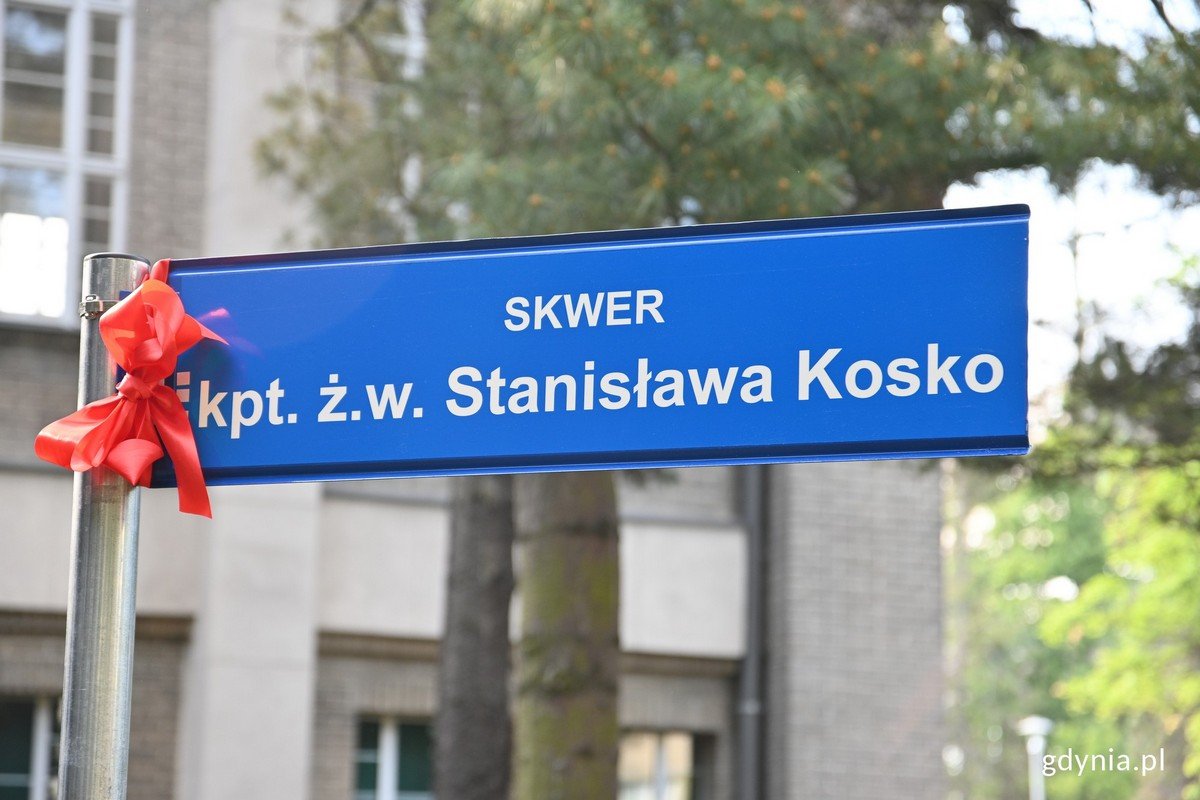 SKWER
kpt. ż.w. Stanisława Kosko
gdynia.pl